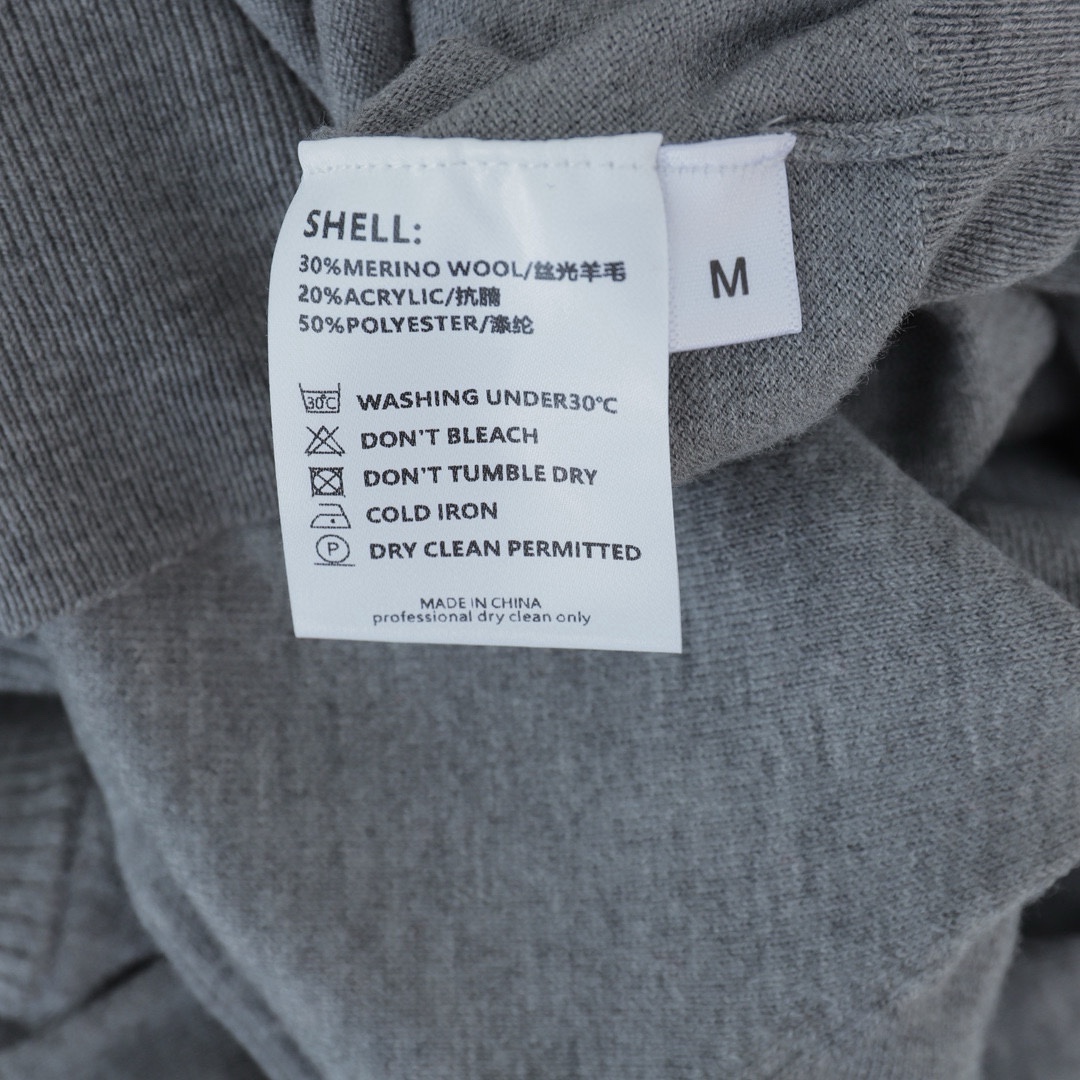 SHELL:
30%MERINO WOOL/丝光羊毛
20%ACRYLIC/抗腈
50%POLYESTER/涤纶
30℃ WASHING UNDER30℃
DON'T BLEACH
DON'T TUMBLE DRY
COLD IRON
P DRY CLEAN PERMITTED
MADE IN CHINA
professional dry clean only
M